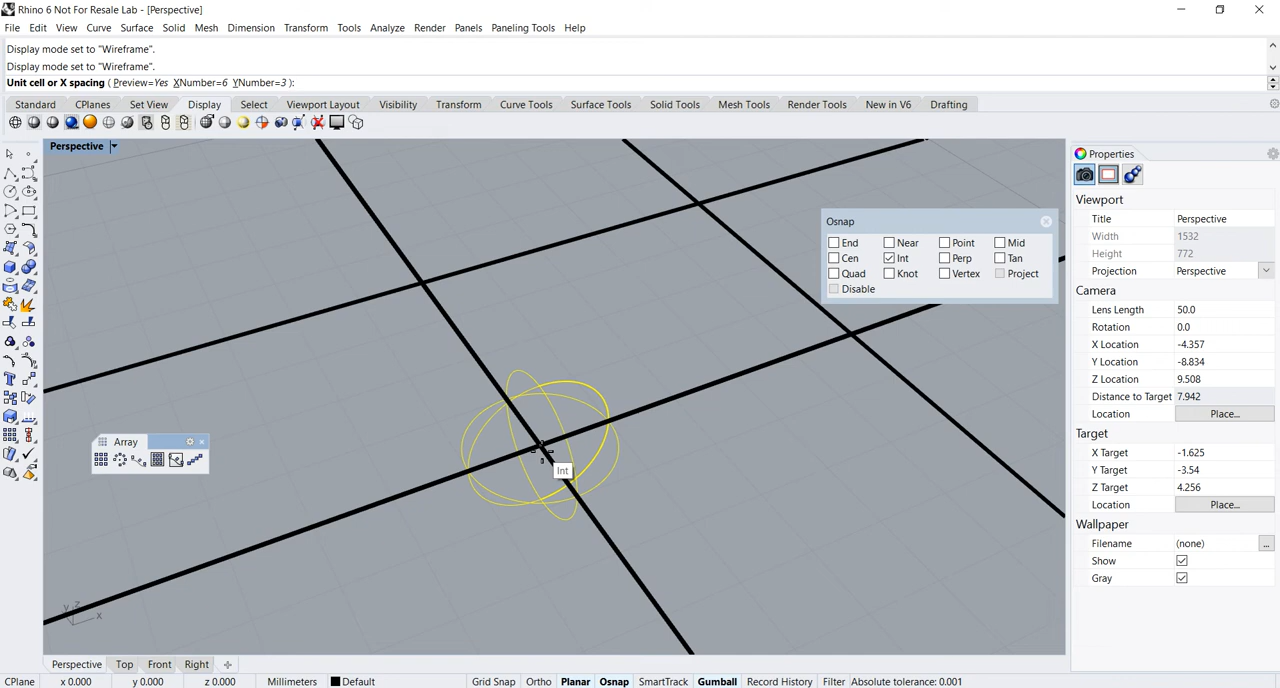 Rhino 6 Not For Resale Lab - [Perspective]
File Edit View Curve Surface Solid Mesh Dimension Transform Tools Analyze Render Panels Paneling Tools Help
Display mode set to "Wireframe".
Display mode set to "Wireframe".
Unit cell or X spacing ( Preview=Yes XNumber=6 YNumber=3 ):
Standard CPlanes Set View Display Select Viewport Layout Visibility Transform Curve Tools Surface Tools Solid Tools Mesh Tools Render Tools New in V6 Drafting
Perspective
Osnap
End Near Point Mid
Cen Int Perp Tan
Quad Knot Vertex Project
Disable
Int
Array
y z x
Properties
Viewport
Title Perspective
Width 1532
Height 772
Projection Perspective
Camera
Lens Length 50.0
Rotation 0.0
X Location -4.357
Y Location -8.834
Z Location 9.508
Distance to Target 7.942
Location Place...
Target
X Target -1.625
Y Target -3.54
Z Target 4.256
Location Place...
Wallpaper
Filename (none) ...
Show
Gray
Perspective Top Front Right
CPlane x 0.000 y 0.000 z 0.000 Millimeters Default Grid Snap Ortho Planar Osnap SmartTrack Gumball Record History Filter Absolute tolerance: 0.001